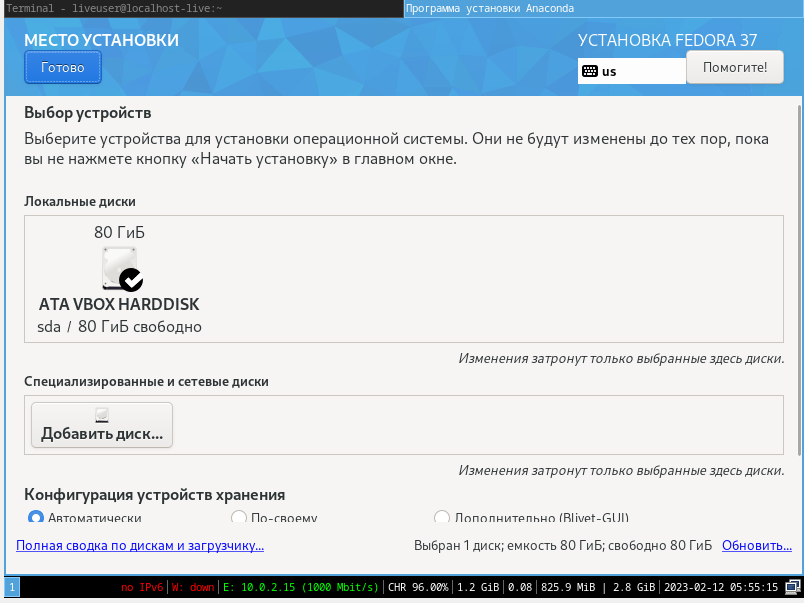 Terminal - liveuser@localhost-live:~
Программа установки Anaconda
МЕСТО УСТАНОВКИ
УСТАНОВКА FEDORA 37
Готово
us
Помогите!
Выбор устройств
Выберите устройства для установки операционной системы. Они не будут изменены до тех пор, пока
вы не нажмете кнопку «Начать установку» в главном окне.
Локальные диски
80 ГиБ
ATA VBOX HARDDISK
sda / 80 ГиБ свободно
Изменения затронут только выбранные здесь диски.
Специализированные и сетевые диски
Добавить диск...
Изменения затронут только выбранные здесь диски.
Конфигурация устройств хранения
Автоматически
По-своему
Дополнительно (Blivet-GUI)
Полная сводка по дискам и загрузчику...
Выбран 1 диск; емкость 80 ГиБ; свободно 80 ГиБ
Обновить...
1
no IPv6 | W: down | E: 10.0.2.15 (1000 Mbit/s) | CHR 96.00% | 1.2 GiB | 0.08 | 825.9 MiB | 2.8 GiB | 2023-02-12 05:55:15